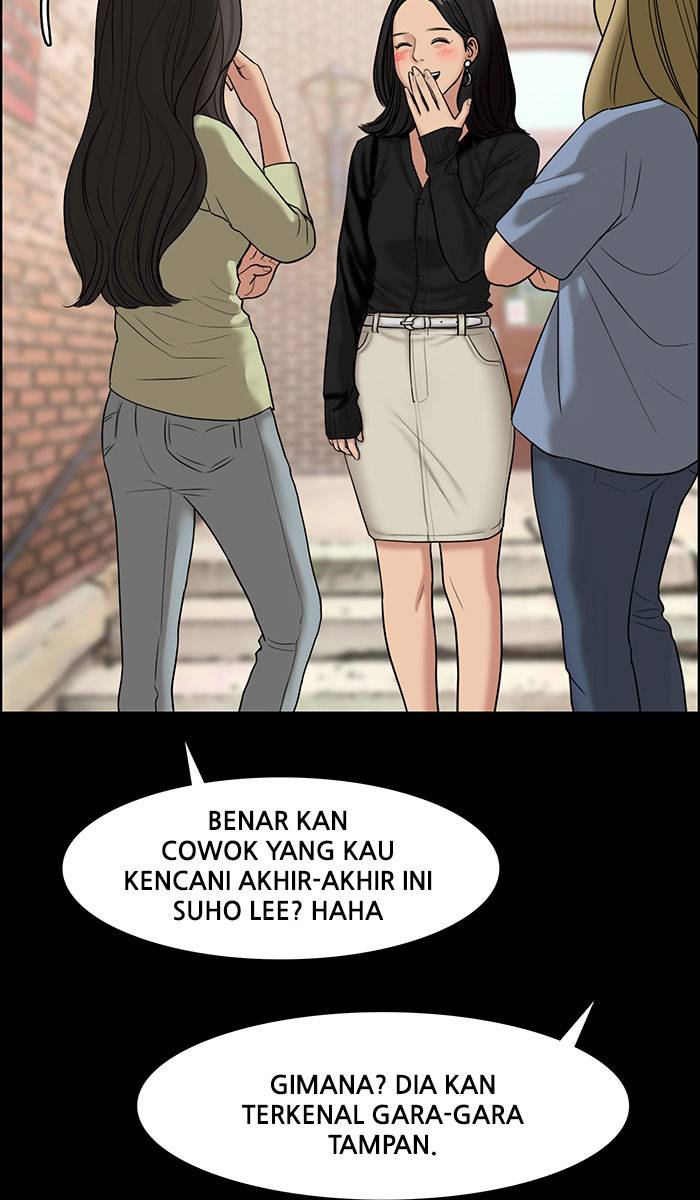 BENAR KAN
COWOK YANG KAU
KENCANI AKHIR-AKHIR INI
SUHO LEE? HAHA
GIMANA? DIA KAN
TERKENAL GARA-GARA
TAMPAN.